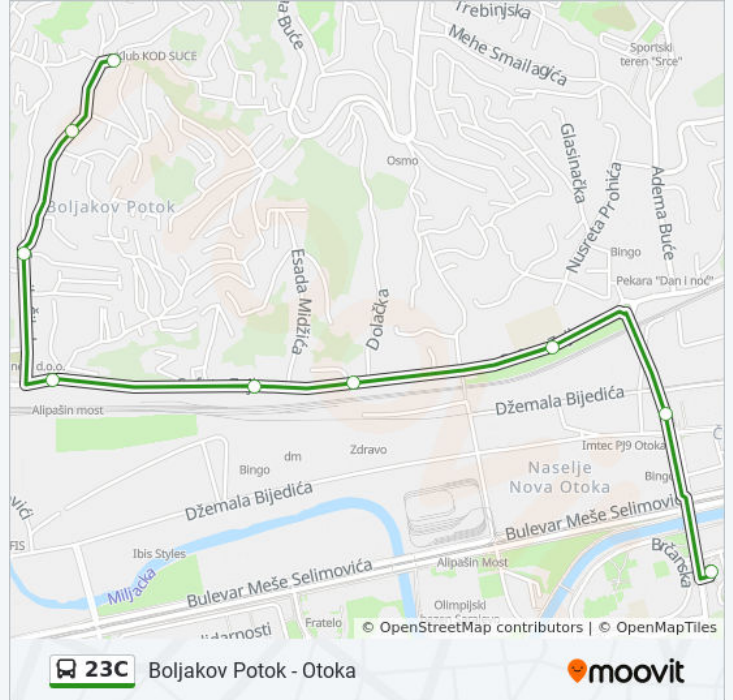 Trebinjska
Buće
Mehe Smailagića
Sportski
teren "Srce"
Klub KOD SUCE
Osmo
Glasinačka
Nusreta Prohića
Adema Buće
Boljakov Potok
Bingo
Pekara "Dan i noć"
Esada Midžića
Dolačka
d.o.o.
Alipašin most
Džemala Bijedića
Imtec PJ9 Otoka
Zdravo
dm
Bingo
Naselje
Nova Otoka
Bingo
Džemala Bijedića
Bulevar Meše Selimovića
FIS
Ibis Styles
Brčanska
Miljacka
Bulevar Meše Selimovića
Alipašin Most
Olimpijski
Fratelo
© OpenStreetMap contributors | © OpenMapTiles
23C Boljakov Potok - Otoka
moovit